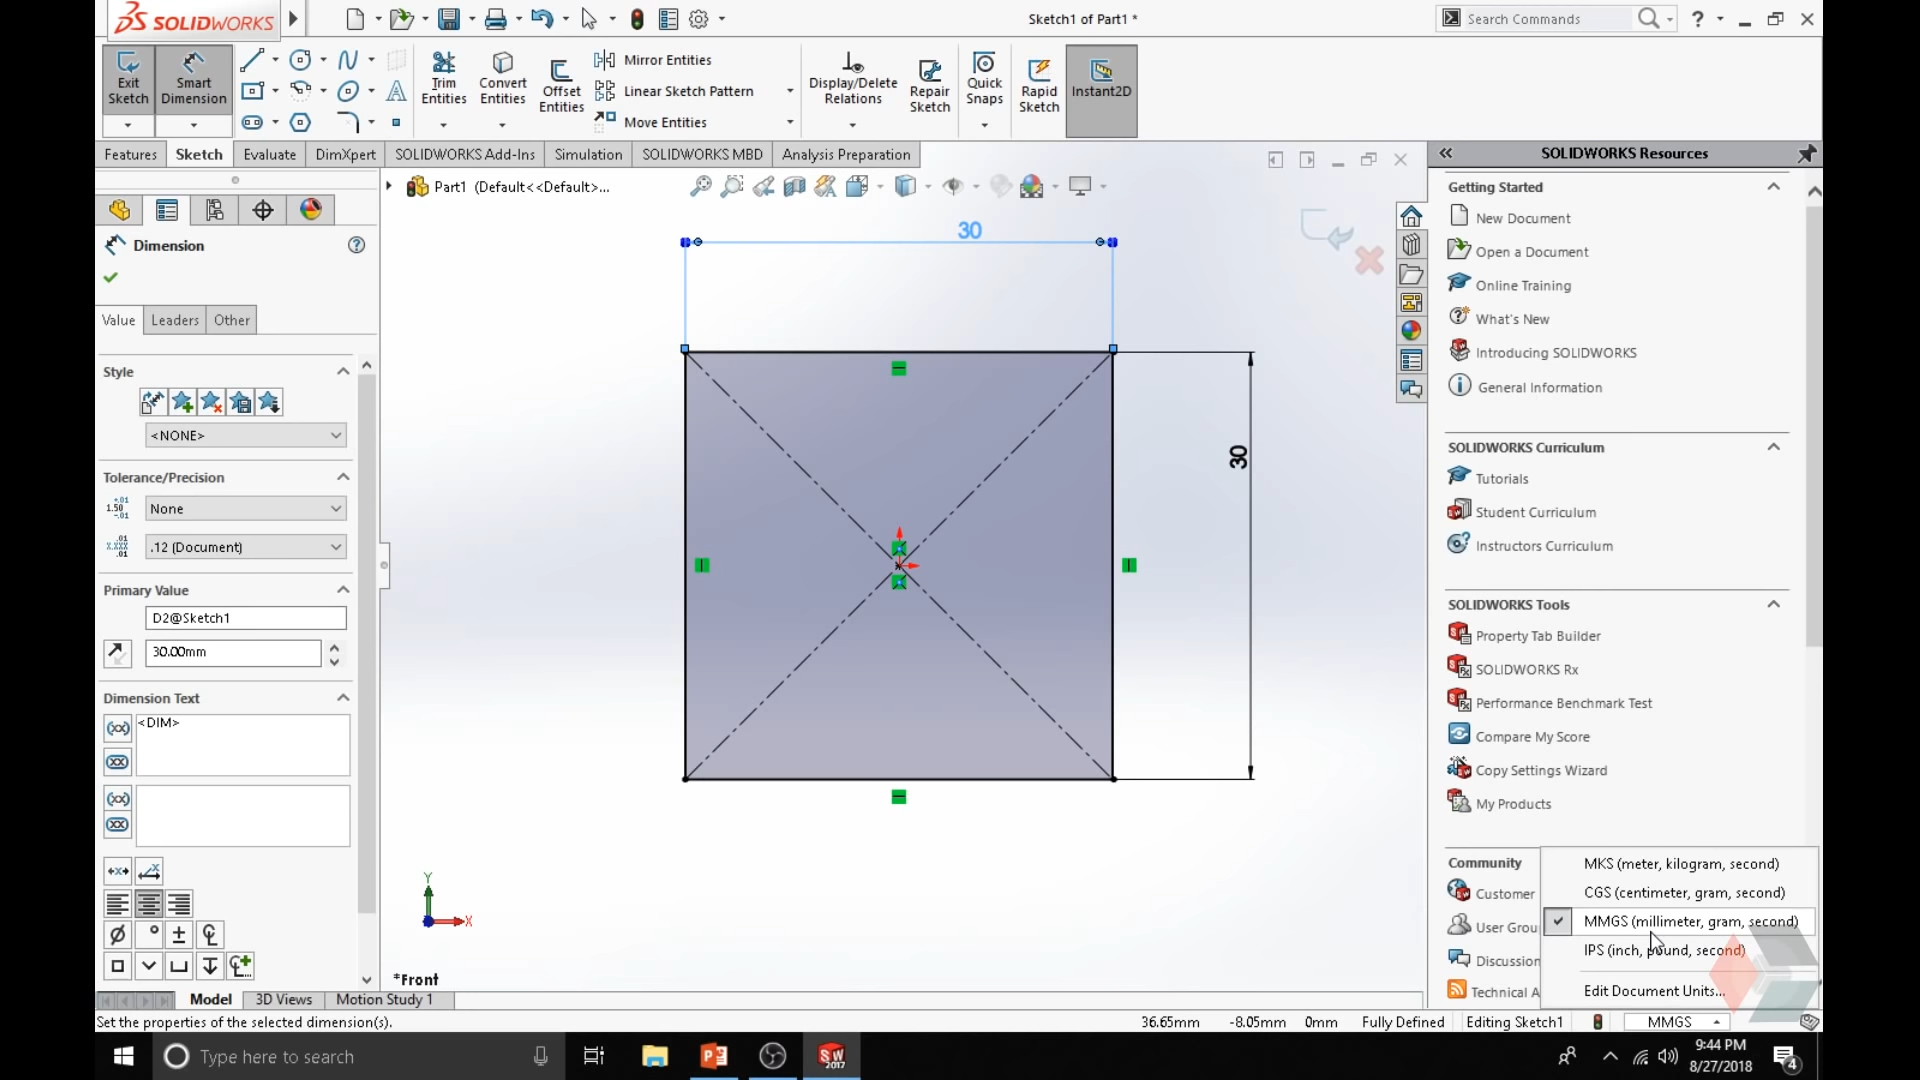 SOLIDWORKS
Sketch1 of Part1 *
Search Commands
?
Exit Sketch
Smart Dimension
Trim Entities
Convert Entities
Offset Entities
Mirror Entities
Linear Sketch Pattern
Move Entities
Display/Delete Relations
Repair Sketch
Quick Snaps
Rapid Sketch
Instant2D
Features
Sketch
Evaluate
DimXpert
SOLIDWORKS Add-Ins
Simulation
SOLIDWORKS MBD
Analysis Preparation
SOLIDWORKS Resources
Part1 (Default<<Default>...
Dimension
Value
Leaders
Other
Style
<NONE>
Tolerance/Precision
None
.12 (Document)
Primary Value
D2@Sketch1
30.00mm
Dimension Text
<DIM>
30
30
Y
X
*Front
Getting Started
New Document
Open a Document
Online Training
What's New
Introducing SOLIDWORKS
General Information
SOLIDWORKS Curriculum
Tutorials
Student Curriculum
Instructors Curriculum
SOLIDWORKS Tools
Property Tab Builder
SOLIDWORKS Rx
Performance Benchmark Test
Compare My Score
Copy Settings Wizard
My Products
Community
Customer
User Grou
Discussion
Technical A
MKS (meter, kilogram, second)
CGS (centimeter, gram, second)
MMGS (millimeter, gram, second)
IPS (inch, pound, second)
Edit Document Units...
Model
3D Views
Motion Study 1
Set the properties of the selected dimension(s).
36.65mm
-8.05mm
0mm
Fully Defined
Editing Sketch1
MMGS
Type here to search
9:44 PM
8/27/2018
4